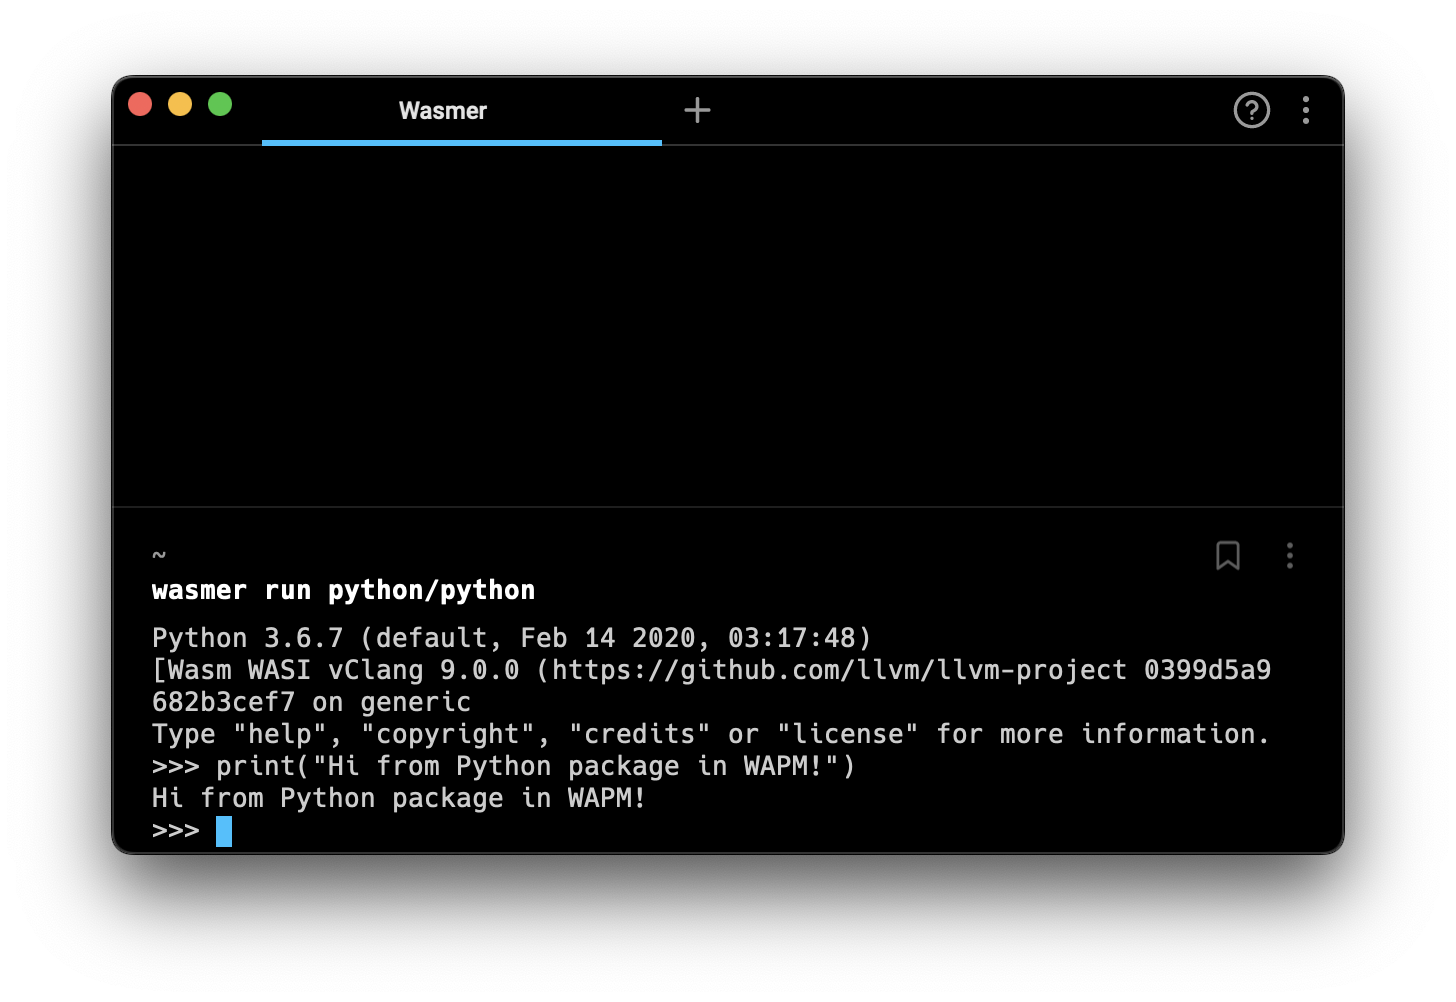 Wasmer
~
wasmer run python/python
Python 3.6.7 (default, Feb 14 2020, 03:17:48)
[Wasm WASI vClang 9.0.0 (https://github.com/llvm/llvm-project 0399d5a9
682b3cef7 on generic
Type "help", "copyright", "credits" or "license" for more information.
>>> print("Hi from Python package in WAPM!")
Hi from Python package in WAPM!
>>>